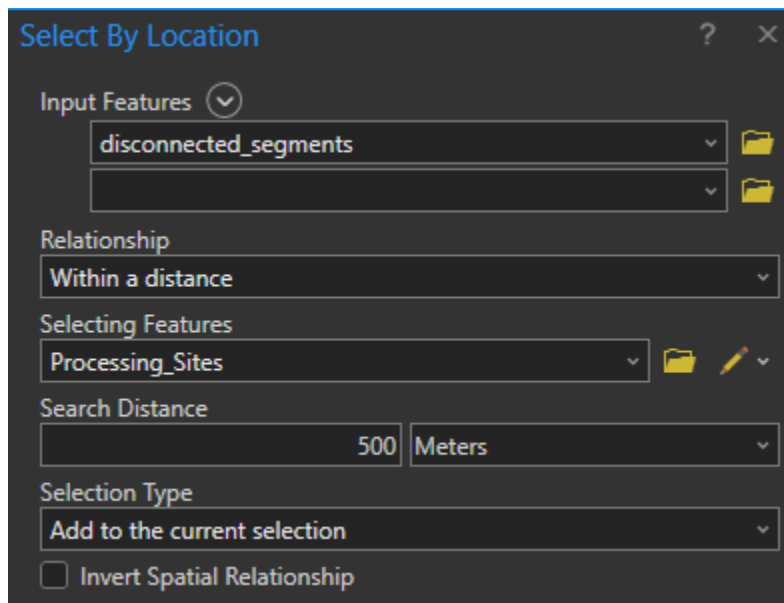 Select By Location ? ×
Input Features
disconnected_segments
Relationship
Within a distance
Selecting Features
Processing_Sites
Search Distance
500 Meters
Selection Type
Add to the current selection
Invert Spatial Relationship